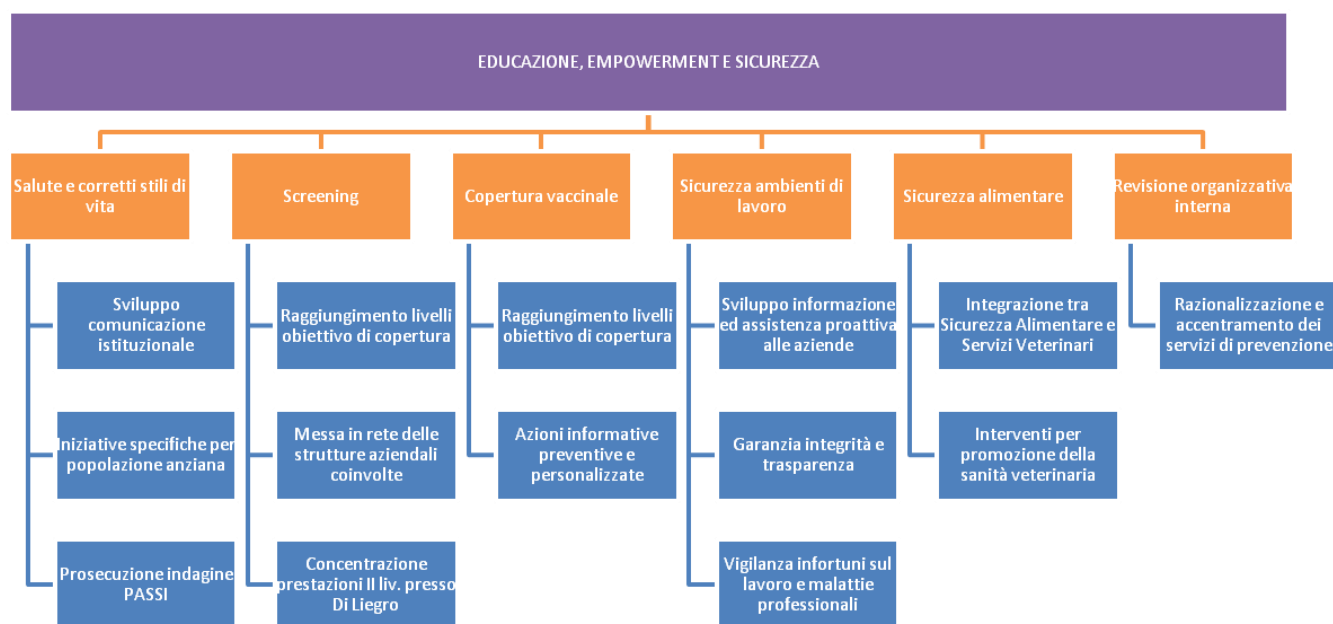 EDUCAZIONE, EMPOWERMENT E SICUREZZA
Salute e corretti stili di
vita
Screening
Copertura vaccinale
Sicurezza ambienti di
lavoro
Sicurezza alimentare
Revisione organizzativa
interna
Sviluppo
comunicazione
istituzionale
Raggiungimento livelli
obiettivo di copertura
Raggiungimento livelli
obiettivo di copertura
Sviluppo informazione
ed assistenza proattiva
alle aziende
Integrazione tra
Sicurezza Alimentare e
Servizi Veterinari
Razionalizzazione e
accentramento dei
servizi di prevenzione
Iniziative specifiche per
popolazione anziana
Messa in rete delle
strutture aziendali
coinvolte
Azioni informative
preventive e
personalizzate
Garanzia integrità e
trasparenza
Interventi per
promozione della
sanità veterinaria
Prosecuzione indagine
PASSI
Concentrazione
prestazioni II liv. presso
Di Liegro
Vigilanza infortuni sul
lavoro e malattie
professionali